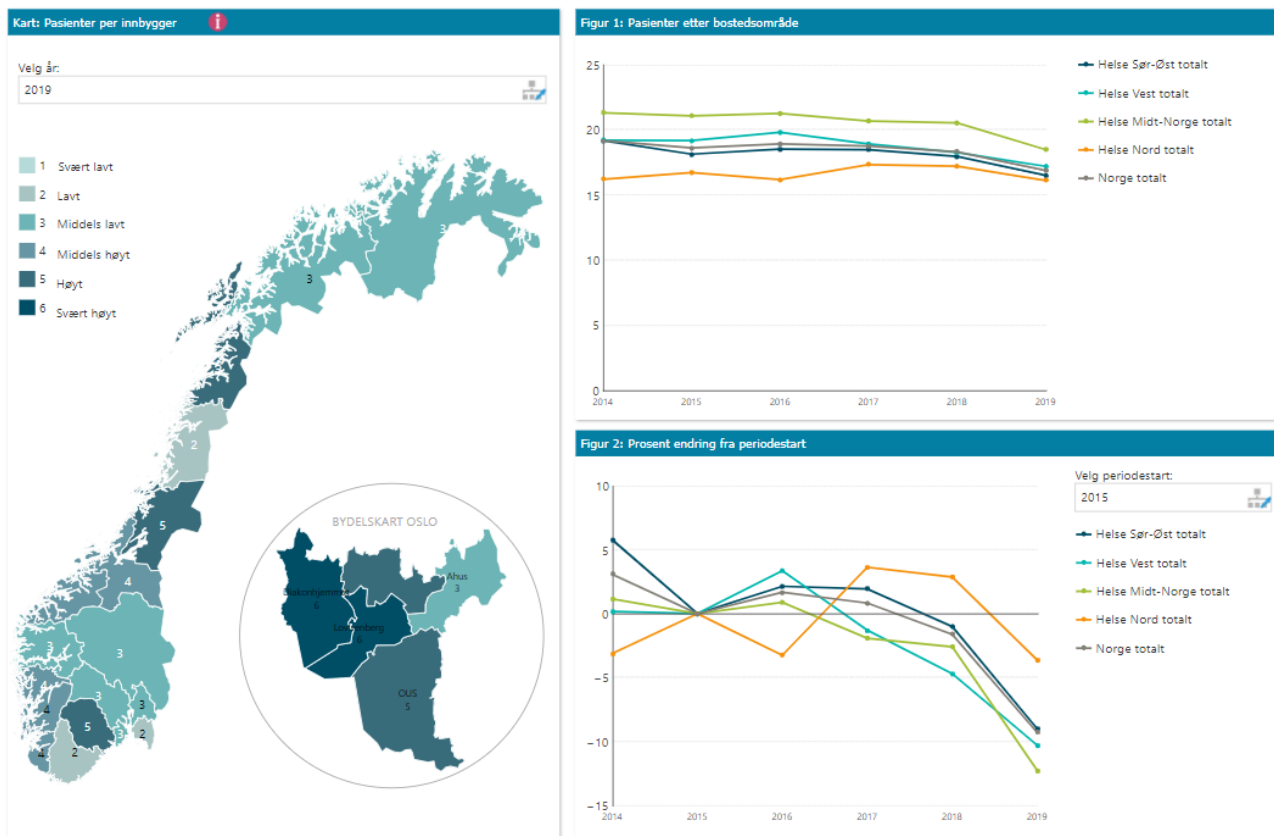 Kart: Pasienter per innbygger
i
Velg år:
2019
1 Svært lavt
2 Lavt
3 Middels lavt
4 Middels høyt
5 Høyt
6 Svært høyt
3
3
2
5
4
3
3
4
3
4
3
5
3
2
2
4
BYDELSKART OSLO
Ahus
3
Diakonhjemmet
6
Lovisenberg
6
OUS
5
Figur 1: Pasienter etter bostedsområde
25
20
15
10
5
0
2014 2015 2016 2017 2018 2019
Helse Sør-Øst totalt
Helse Vest totalt
Helse Midt-Norge totalt
Helse Nord totalt
Norge totalt
Figur 2: Prosent endring fra periodestart
10
5
0
−5
−10
−15
2014 2015 2016 2017 2018 2019
Velg periodestart:
2015
Helse Sør-Øst totalt
Helse Vest totalt
Helse Midt-Norge totalt
Helse Nord totalt
Norge totalt